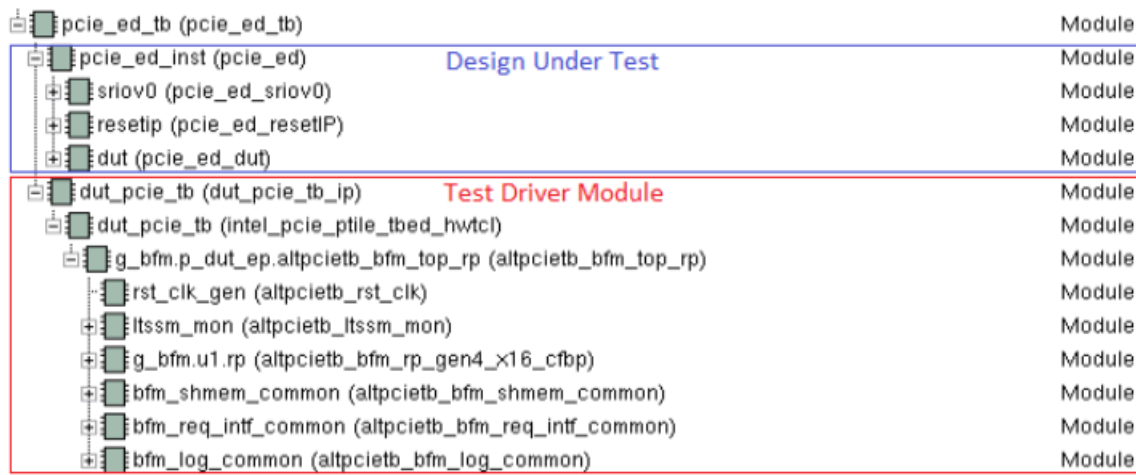 pcie_ed_tb (pcie_ed_tb) Module
pcie_ed_inst (pcie_ed) Design Under Test Module
sriov0 (pcie_ed_sriov0) Module
resetip (pcie_ed_resetIP) Module
dut (pcie_ed_dut) Module
dut_pcie_tb (dut_pcie_tb_ip) Test Driver Module Module
dut_pcie_tb (intel_pcie_ptile_tbed_hwtcl) Module
g_bfm.p_dut_ep.altpcietb_bfm_top_rp (altpcietb_bfm_top_rp) Module
rst_clk_gen (altpcietb_rst_clk) Module
ltssm_mon (altpcietb_ltssm_mon) Module
g_bfm.u1.rp (altpcietb_bfm_rp_gen4_x16_cfbp) Module
bfm_shmem_common (altpcietb_bfm_shmem_common) Module
bfm_req_intf_common (altpcietb_bfm_req_intf_common) Module
bfm_log_common (altpcietb_bfm_log_common) Module